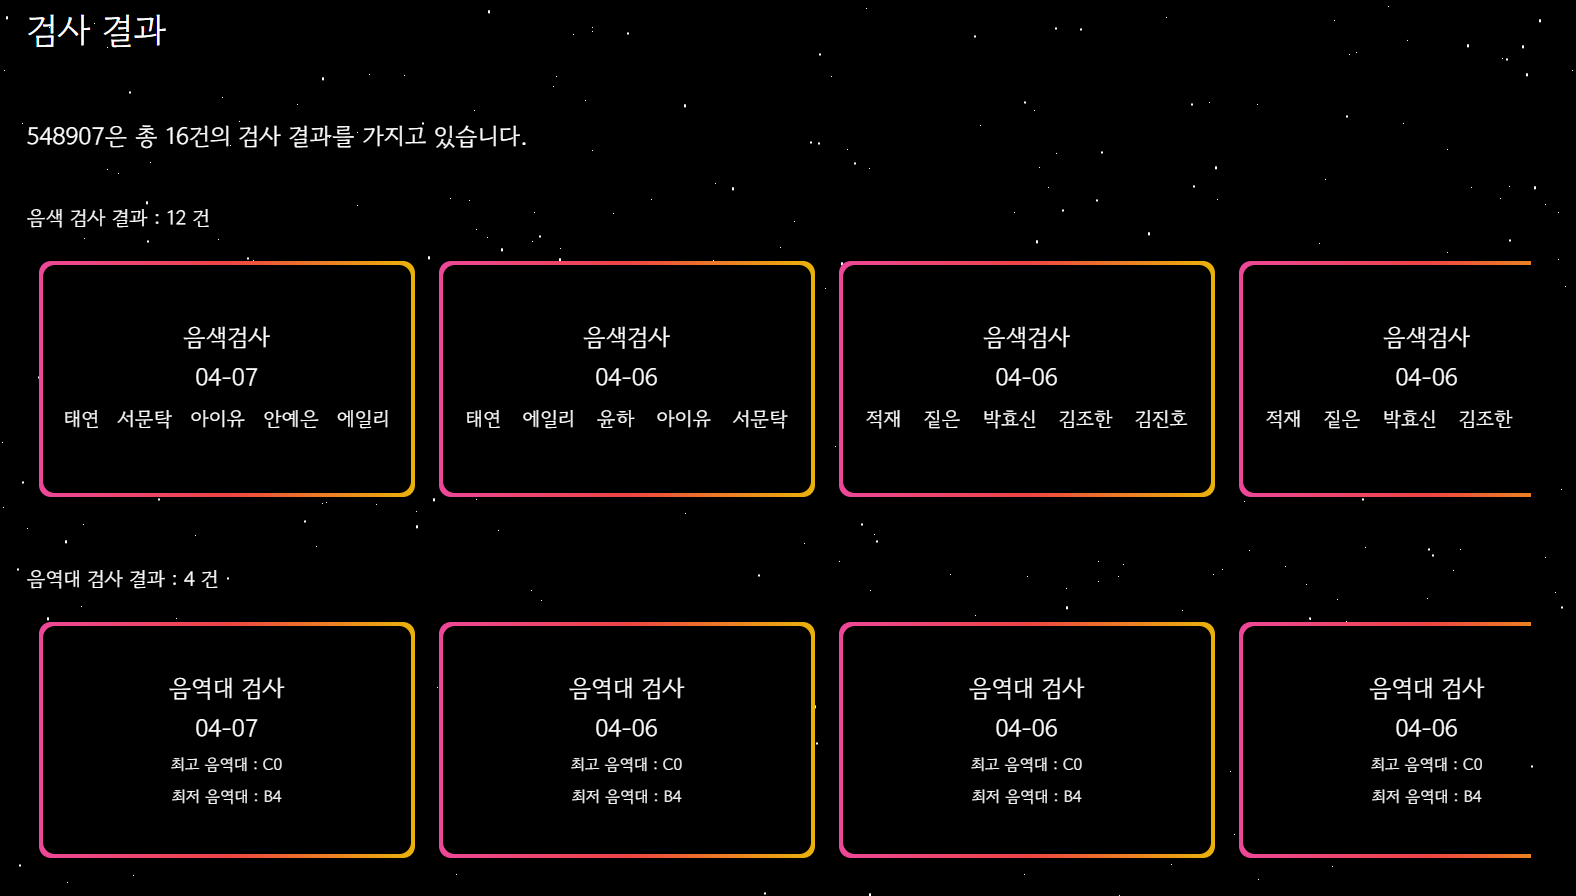 검사 결과
548907은 총 16건의 검사 결과를 가지고 있습니다.
음색 검사 결과 : 12 건
음색검사
04-07
태연 서문탁 아이유 안예은 에일리
음색검사
04-06
태연 에일리 윤하 아이유 서문탁
음색검사
04-06
적재 짙은 박효신 김조한 김진호
음색검사
04-06
적재 짙은 박효신 김조한
음역대 검사 결과 : 4 건
음역대 검사
04-07
최고 음역대 : C0
최저 음역대 : B4
음역대 검사
04-06
최고 음역대 : C0
최저 음역대 : B4
음역대 검사
04-06
최고 음역대 : C0
최저 음역대 : B4
음역대 검사
04-06
최고 음역대 : C0
최저 음역대 : B4